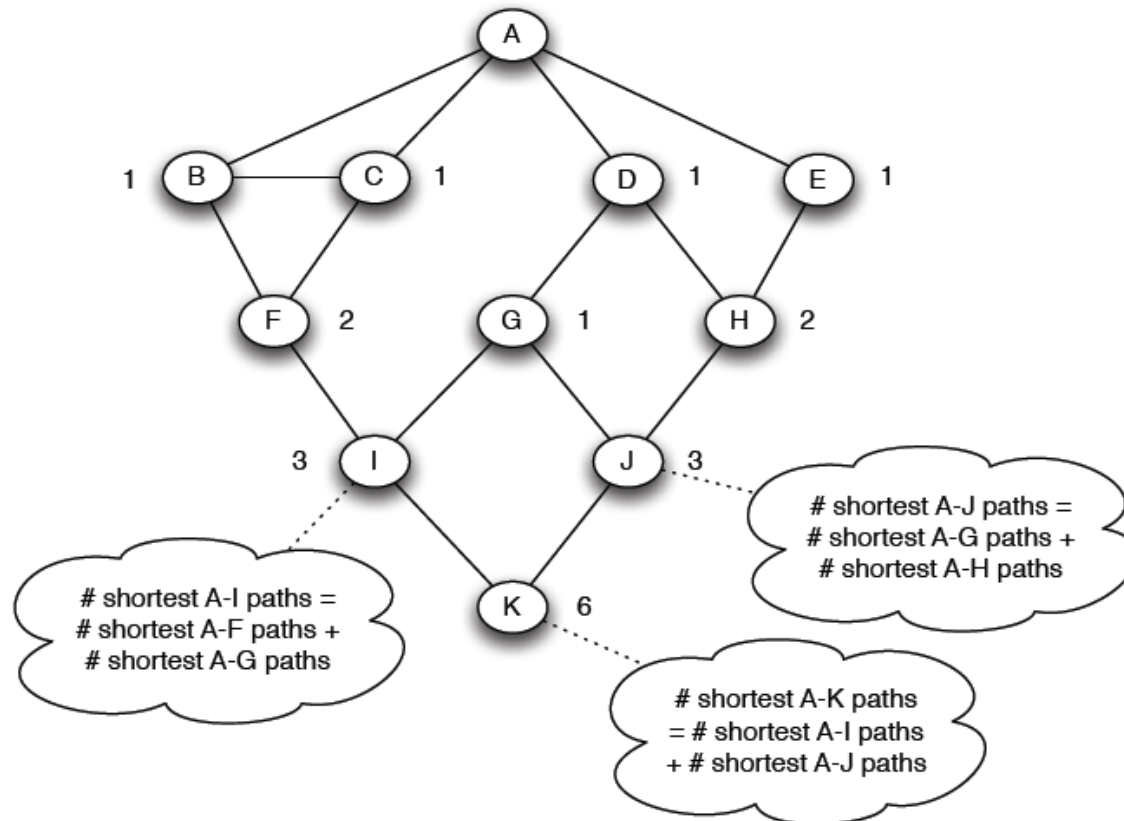 A
1 B C 1 D 1 E 1
F 2 G 1 H 2
3 I J 3
# shortest A-J paths =
# shortest A-G paths +
# shortest A-H paths
# shortest A-I paths =
# shortest A-F paths +
# shortest A-G paths
K 6
# shortest A-K paths
= # shortest A-I paths
+ # shortest A-J paths